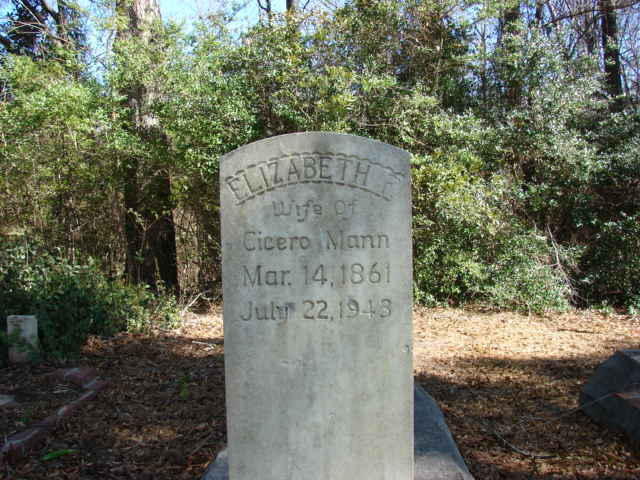 ELIZABETH
Wife Of
Cicero Mann
Mar. 14, 1861
July 22, 1943